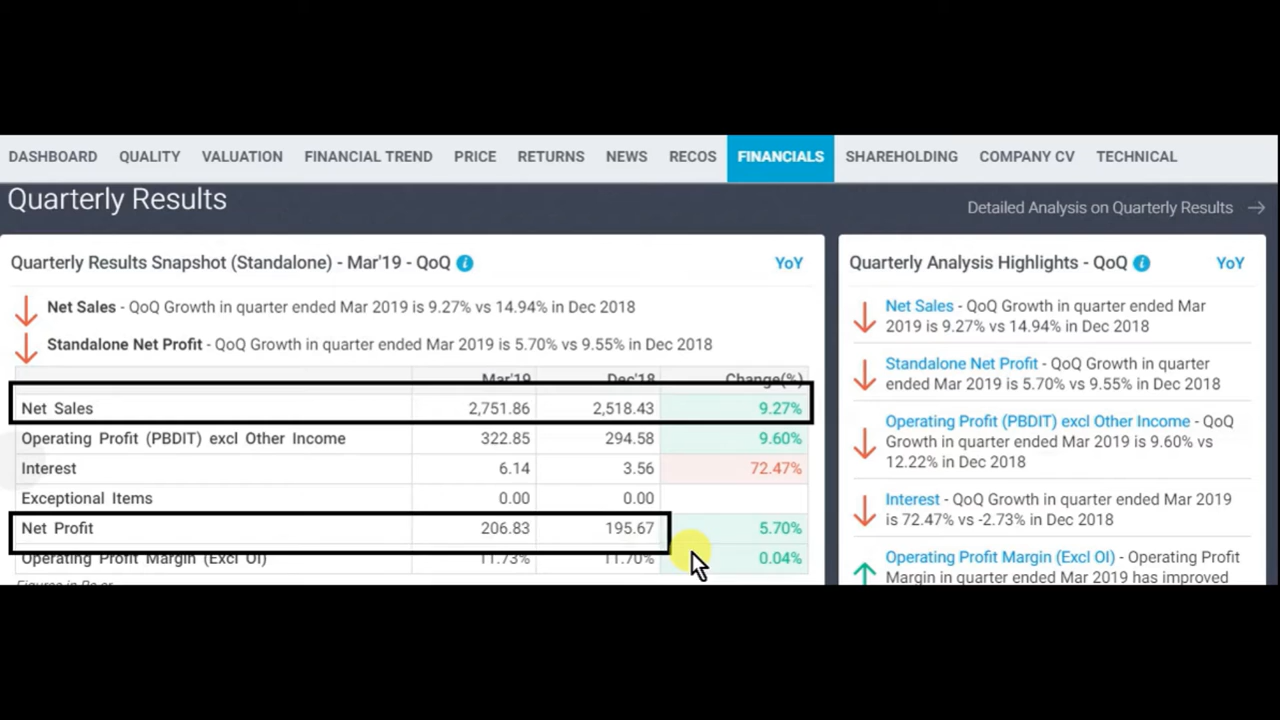 DASHBOARD QUALITY VALUATION FINANCIAL TREND PRICE RETURNS NEWS RECOS FINANCIALS SHAREHOLDING COMPANY CV TECHNICAL
Quarterly Results
Detailed Analysis on Quarterly Results →
Quarterly Results Snapshot (Standalone) - Mar'19 - QoQ i YoY
Net Sales - QoQ Growth in quarter ended Mar 2019 is 9.27% vs 14.94% in Dec 2018
Standalone Net Profit - QoQ Growth in quarter ended Mar 2019 is 5.70% vs 9.55% in Dec 2018
Mar'19 Dec'18 Change(%)
Net Sales 2,751.86 2,518.43 9.27%
Operating Profit (PBDIT) excl Other Income 322.85 294.58 9.60%
Interest 6.14 3.56 72.47%
Exceptional Items 0.00 0.00
Net Profit 206.83 195.67 5.70%
Operating Profit Margin (Excl OI) 11.73% 11.70% 0.04%
Figures in Rs cr
Quarterly Analysis Highlights - QoQ i YoY
Net Sales - QoQ Growth in quarter ended Mar
2019 is 9.27% vs 14.94% in Dec 2018
Standalone Net Profit - QoQ Growth in quarter
ended Mar 2019 is 5.70% vs 9.55% in Dec 2018
Operating Profit (PBDIT) excl Other Income - QoQ
Growth in quarter ended Mar 2019 is 9.60% vs
12.22% in Dec 2018
Interest - QoQ Growth in quarter ended Mar 2019
is 72.47% vs -2.73% in Dec 2018
Operating Profit Margin (Excl OI) - Operating Profit
Margin in quarter ended Mar 2019 has improved